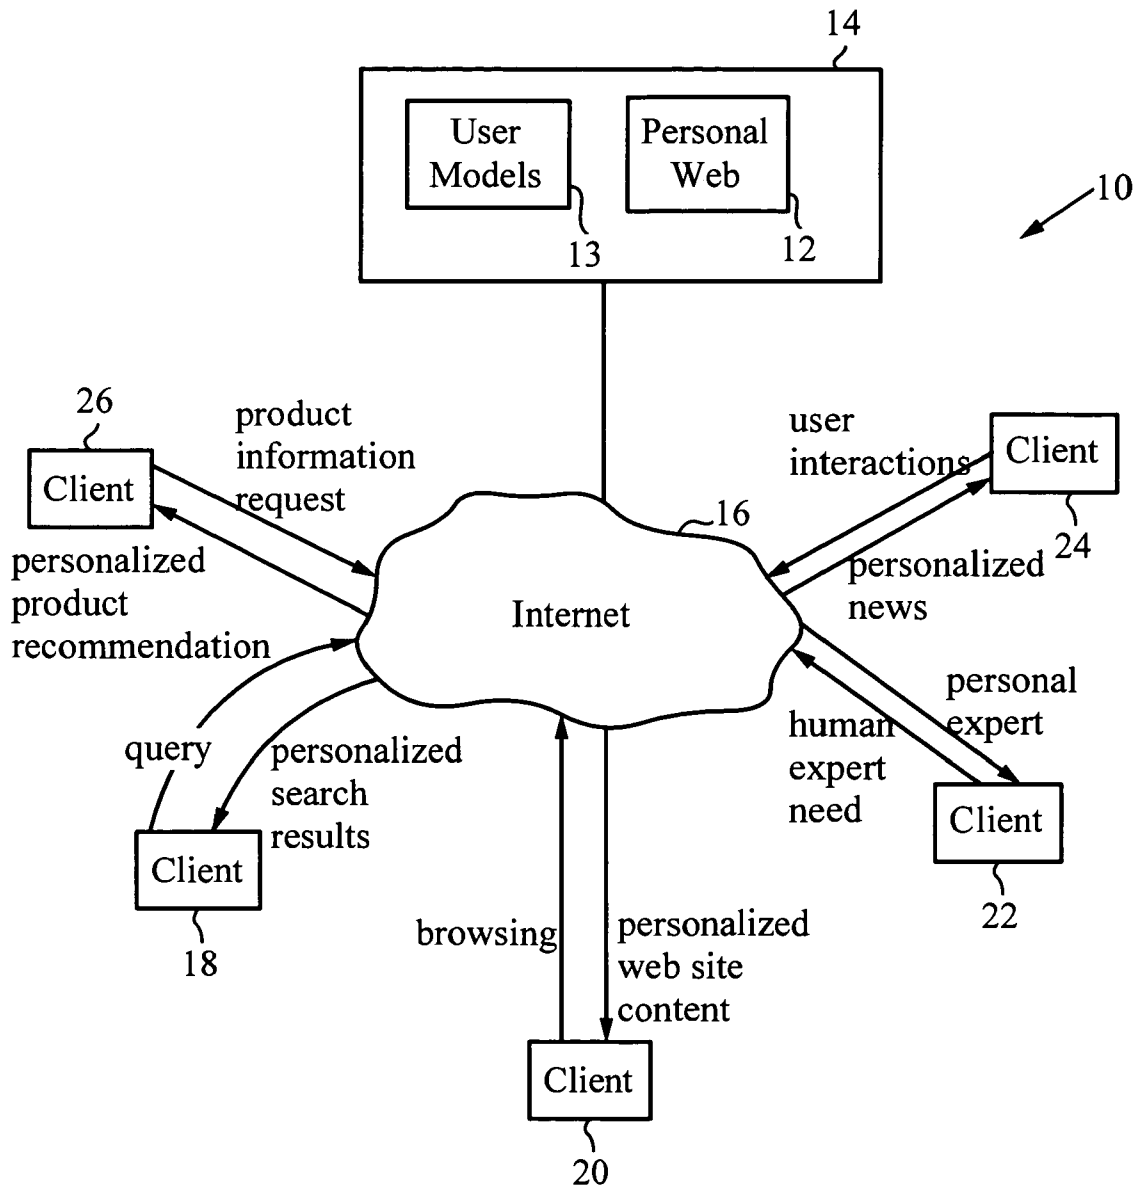 14
User
Models
Personal
Web
13
12
10
26
Client
product
information
request
user
interactions
Client
24
16
personalized
product
recommendation
personalized
news
Internet
query
personalized
search
results
personal
expert
human
expert
need
Client
18
Client
22
browsing
personalized
web site
content
Client
20